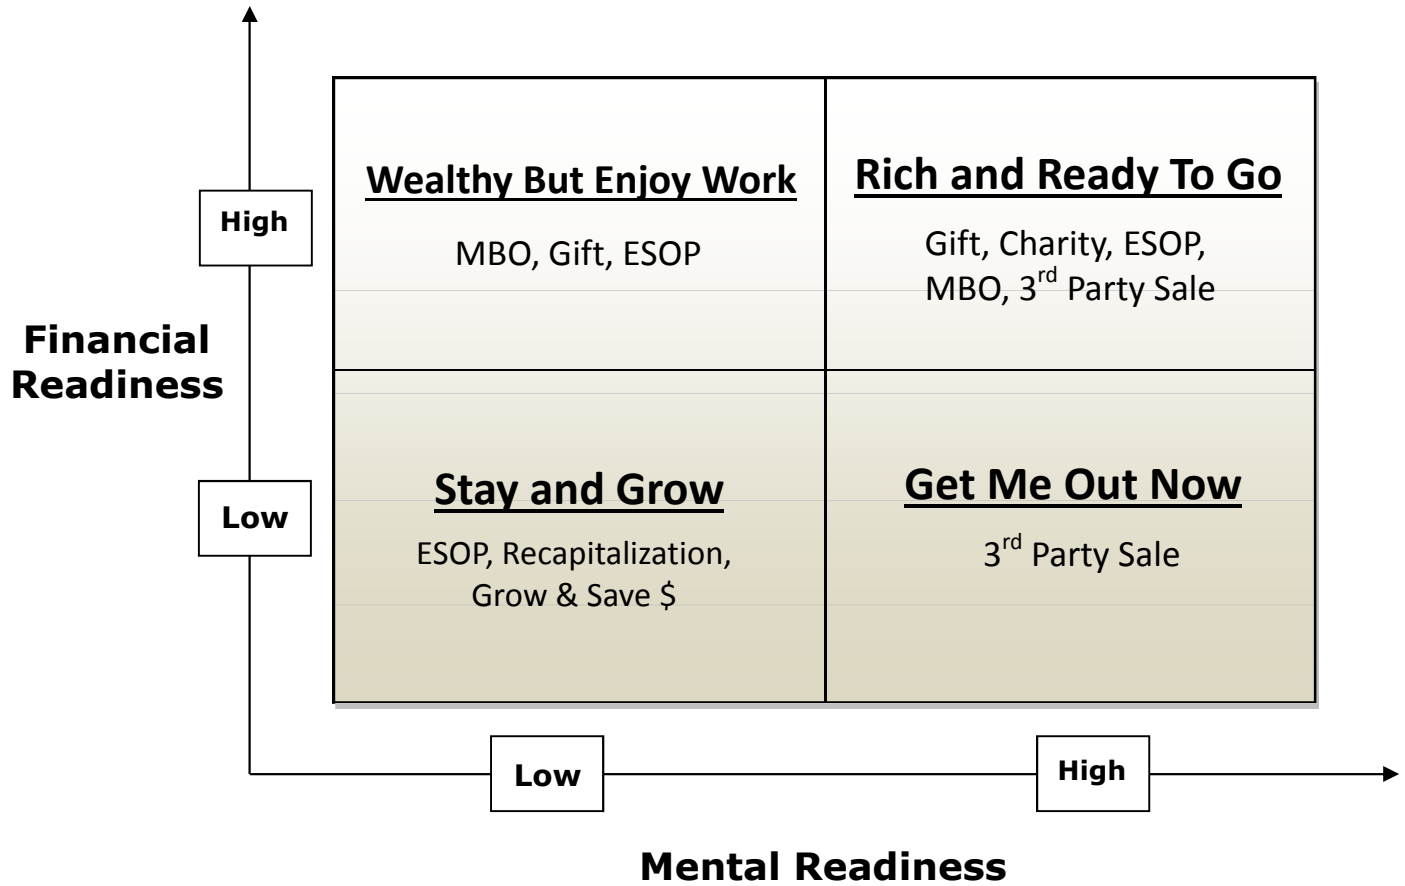 Wealthy But Enjoy Work
MBO, Gift, ESOP
Rich and Ready To Go
Gift, Charity, ESOP,
MBO, 3rd Party Sale
High
Financial
Readiness
Low
Stay and Grow
ESOP, Recapitalization,
Grow & Save $
Get Me Out Now
3rd Party Sale
Low
High
Mental Readiness